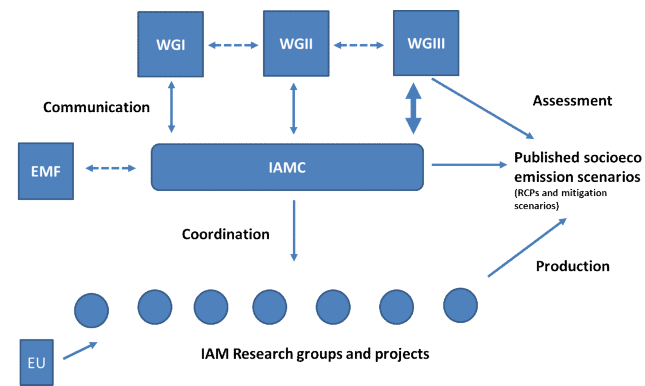 WGI
WGII
WGIII
Communication
Assessment
EMF
IAMC
Published socioeco
emission scenarios
(RCPs and mitigation
scenarios)
Coordination
Production
IAM Research groups and projects
EU